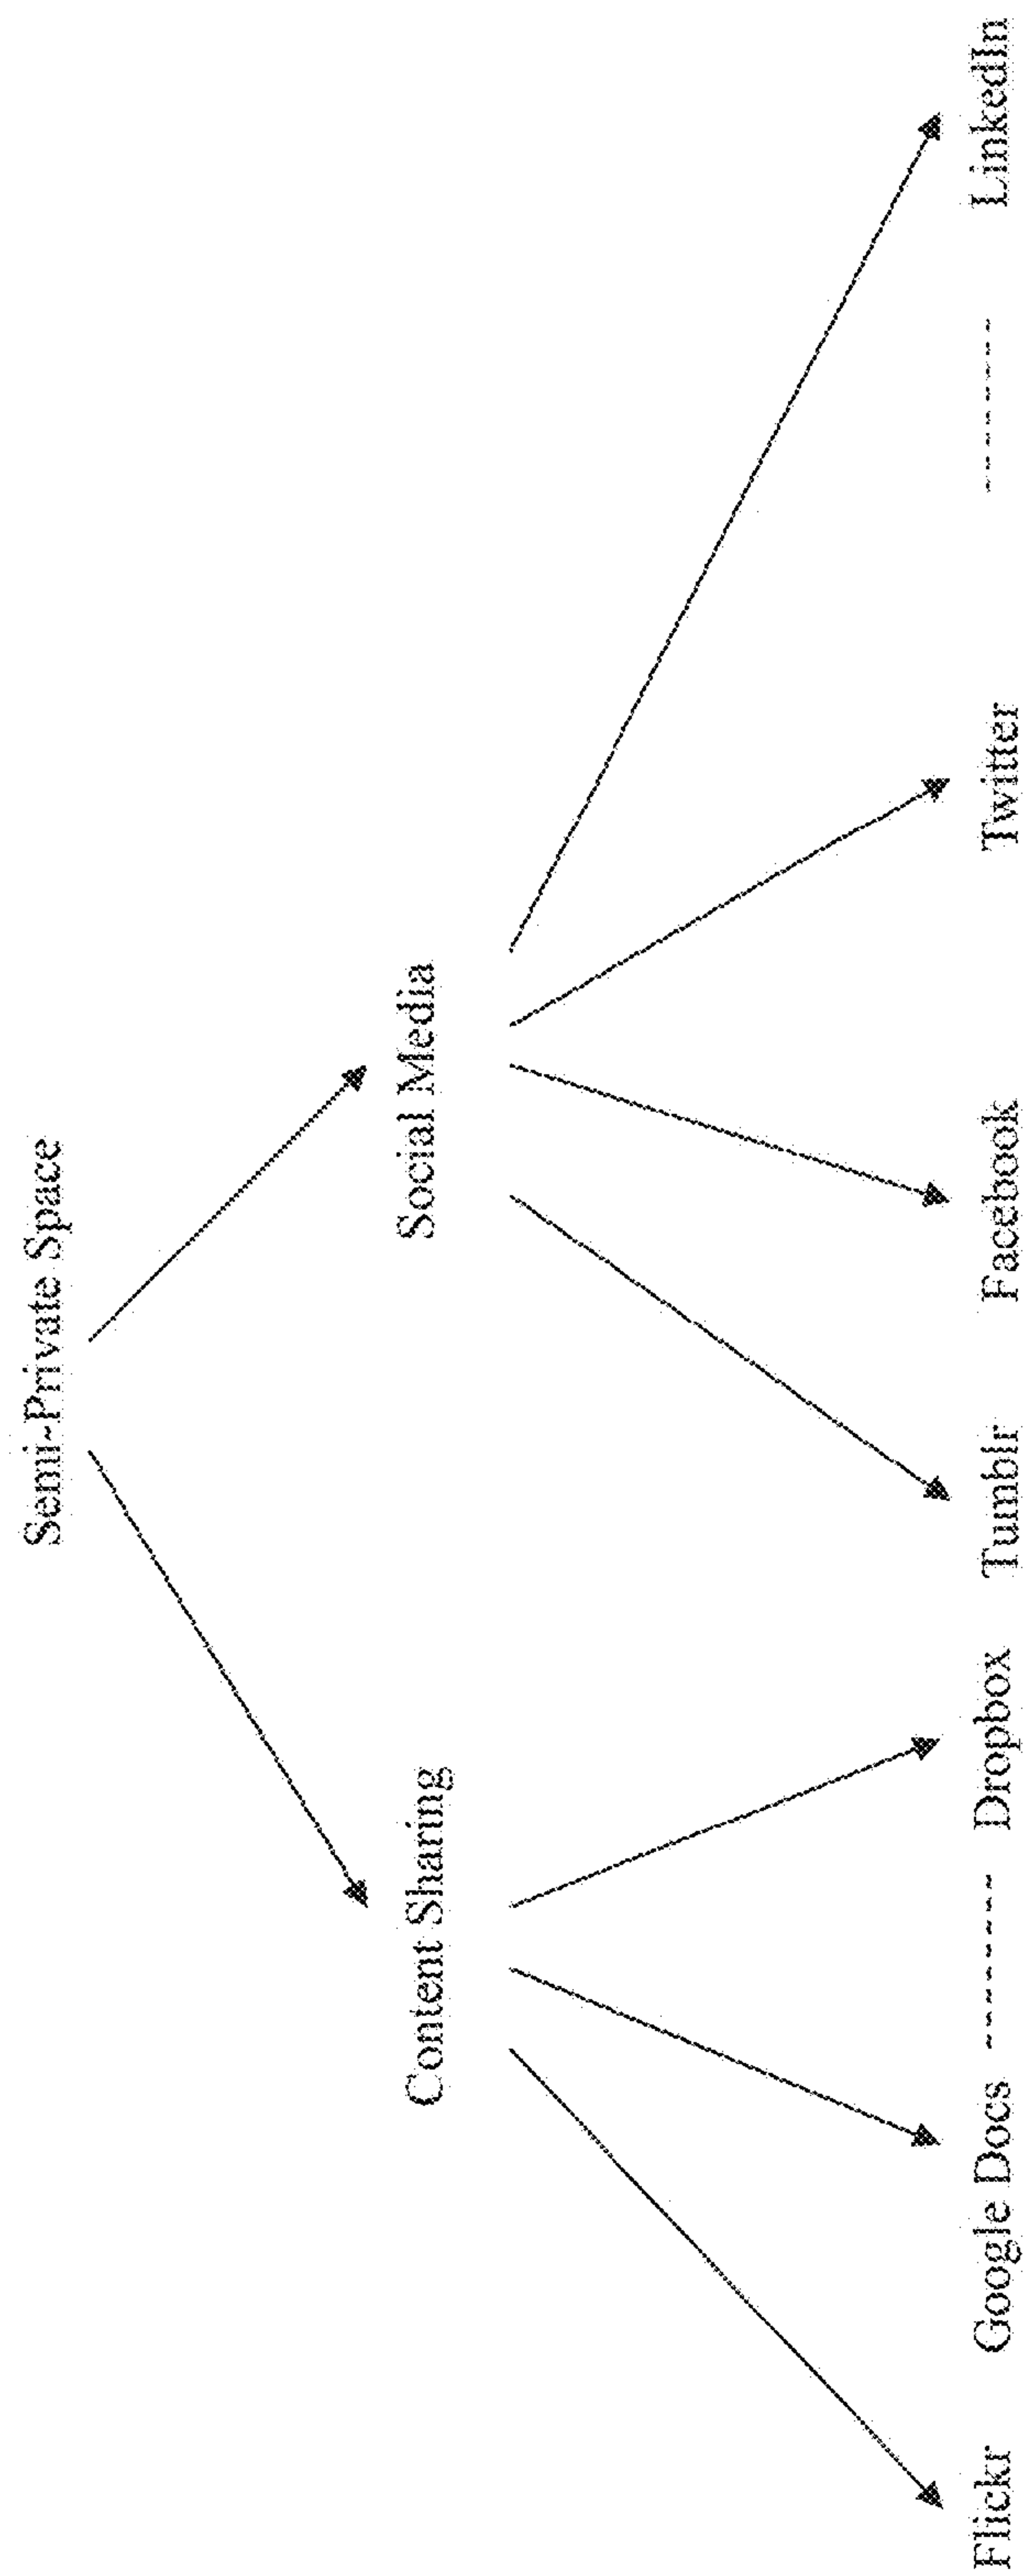 Semi-Private Space
Content Sharing
Social Media
Flickr
Google Docs
Dropbox
Tumblr
Facebook
Twitter
LinkedIn